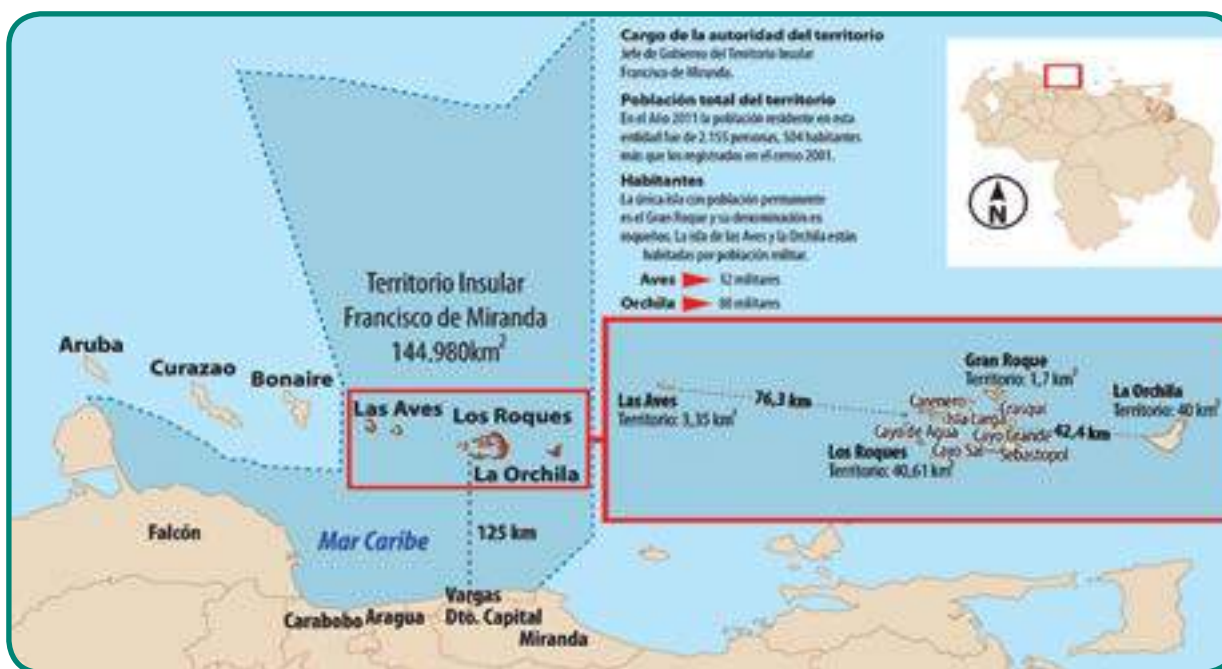 Cargo de la autoridad del territorio
Jefe de Gobierno del Territorio Insular
Francisco de Miranda.
Población total del territorio
En el Año 2011 la población residente en esta
entidad fue de 2.155 personas, 504 habitantes
más que los registrados en el censo 2001.
Habitantes
La única isla con población permanente
es el Gran Roque y su denominación es
roqueños. La isla de las Aves y la Orchila están
habitadas por población militar.
Aves 52 militares
Orchila 88 militares
N
Territorio Insular
Francisco de Miranda
144.980km²
Aruba
Curazao
Bonaire
Las Aves
Los Roques
La Orchila
Las Aves
Territorio: 3,35 km²
76,3 km
Gran Roque
Territorio: 1,7 km²
La Orchila
Territorio: 40 km²
Carenero
Isla Larga
Crasquí
Cayo de Agua
Cayo Grande
42,4 km
Cayo Sal
Sebastopol
Los Roques
Territorio: 40,61 km²
Falcón
Mar Caribe
125 km
Carabobo
Aragua
Vargas
Dto. Capital
Miranda